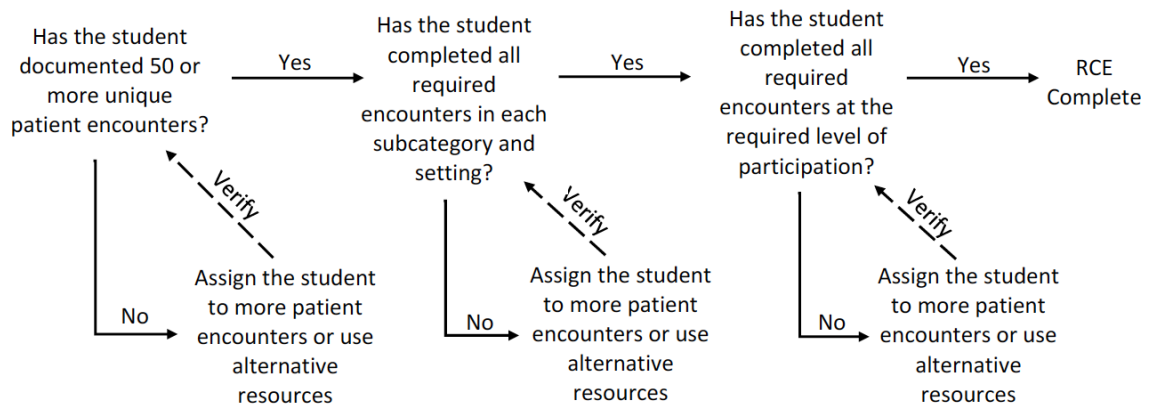 Has the student
documented 50 or
more unique
patient encounters?
Yes
Has the student
completed all
required
encounters in each
subcategory and
setting?
Yes
Has the student
completed all
required
encounters at the
required level of
participation?
Yes
RCE
Complete
Verify
No
Assign the student
to more patient
encounters or use
alternative
resources
Verify
No
Assign the student
to more patient
encounters or use
alternative
resources
Verify
No
Assign the student
to more patient
encounters or use
alternative
resources